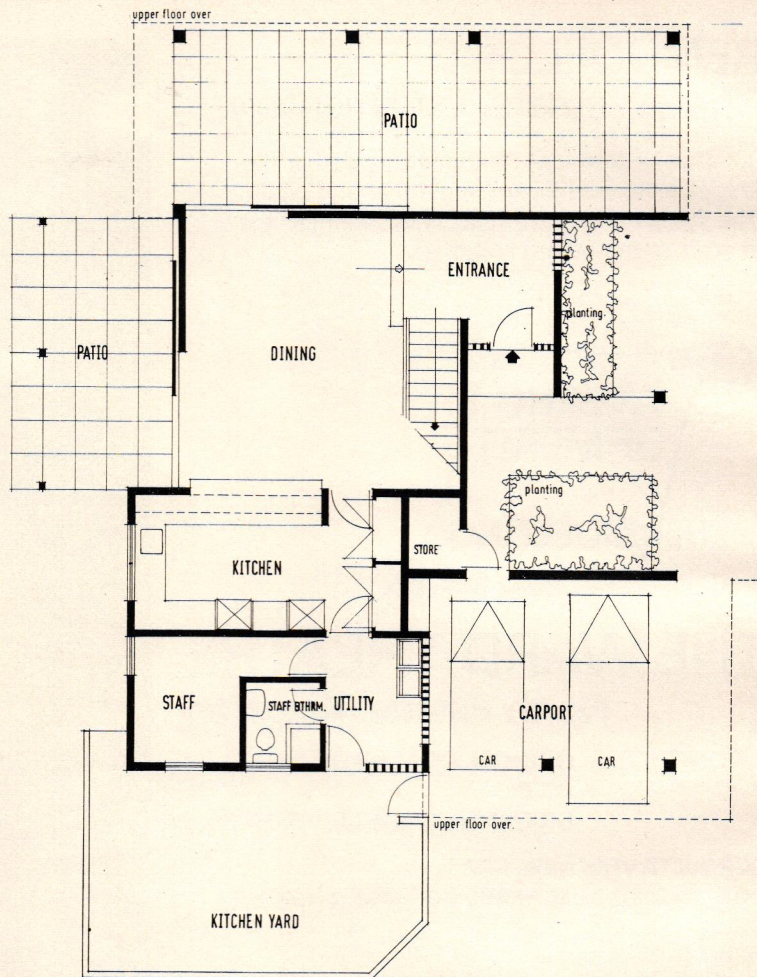 upper floor over
PATIO
ENTRANCE
planting.
PATIO
DINING
planting
STORE
KITCHEN
STAFF
STAFF BTHRM.
UTILITY
CARPORT
CAR
CAR
upper floor over.
KITCHEN YARD